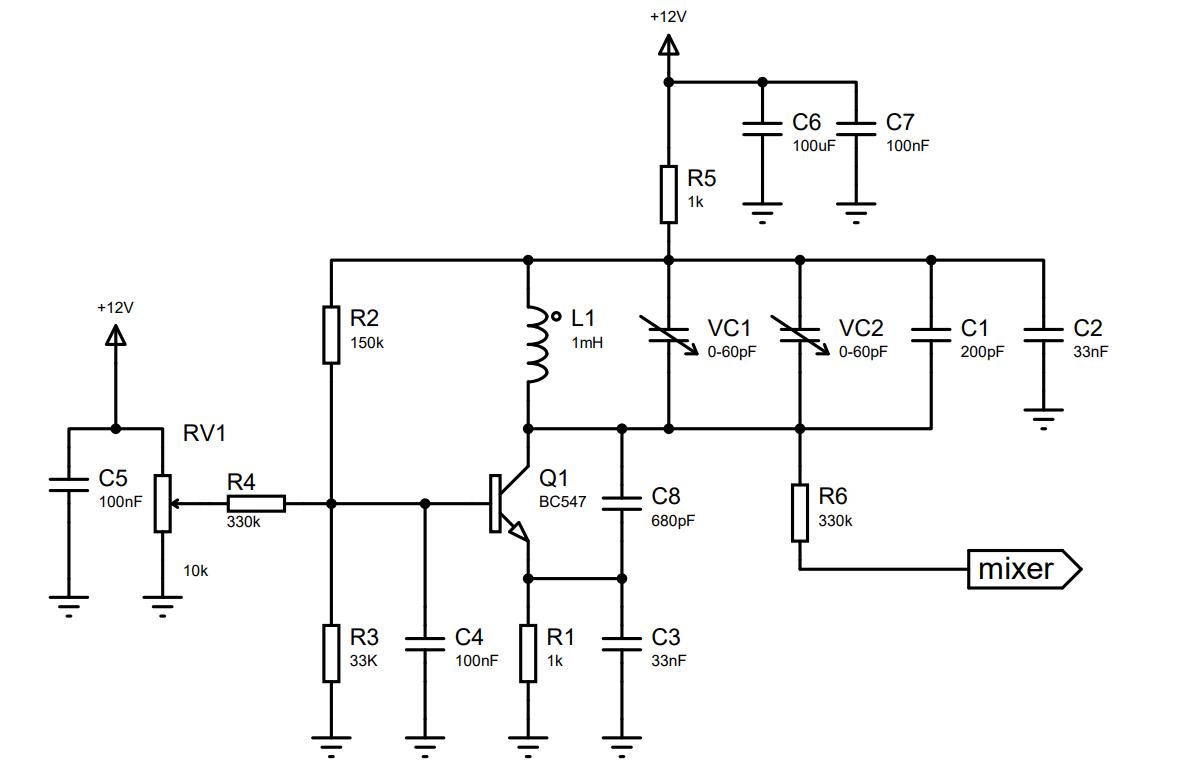 +12V
C6
100uF
C7
100nF
R5
1k
+12V
R2
150k
L1
1mH
VC1
0-60pF
VC2
0-60pF
C1
200pF
C2
33nF
RV1
C5
100nF
R4
330k
10k
Q1
BC547
C8
680pF
R6
330k
mixer
R3
33K
C4
100nF
R1
1k
C3
33nF